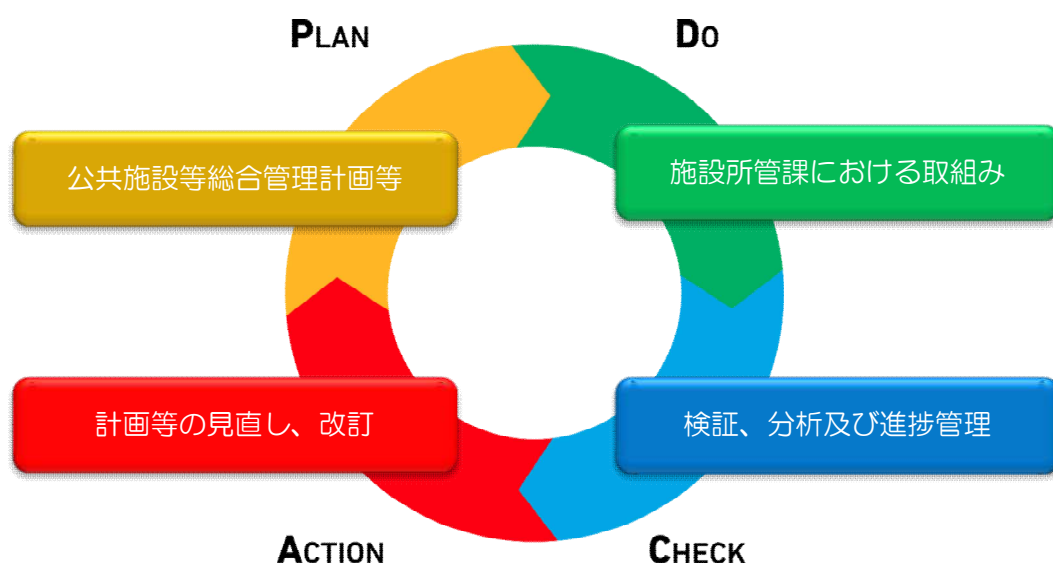 PLAN
DO
公共施設等総合管理計画等
施設所管課における取組み
計画等の見直し、改訂
検証、分析及び進捗管理
ACTION
CHECK